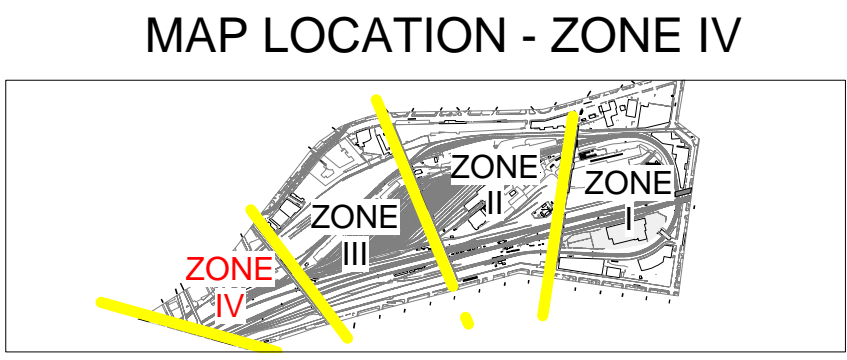 MAP LOCATION - ZONE IV
ZONE
IV
ZONE
III
ZONE
II
ZONE
I